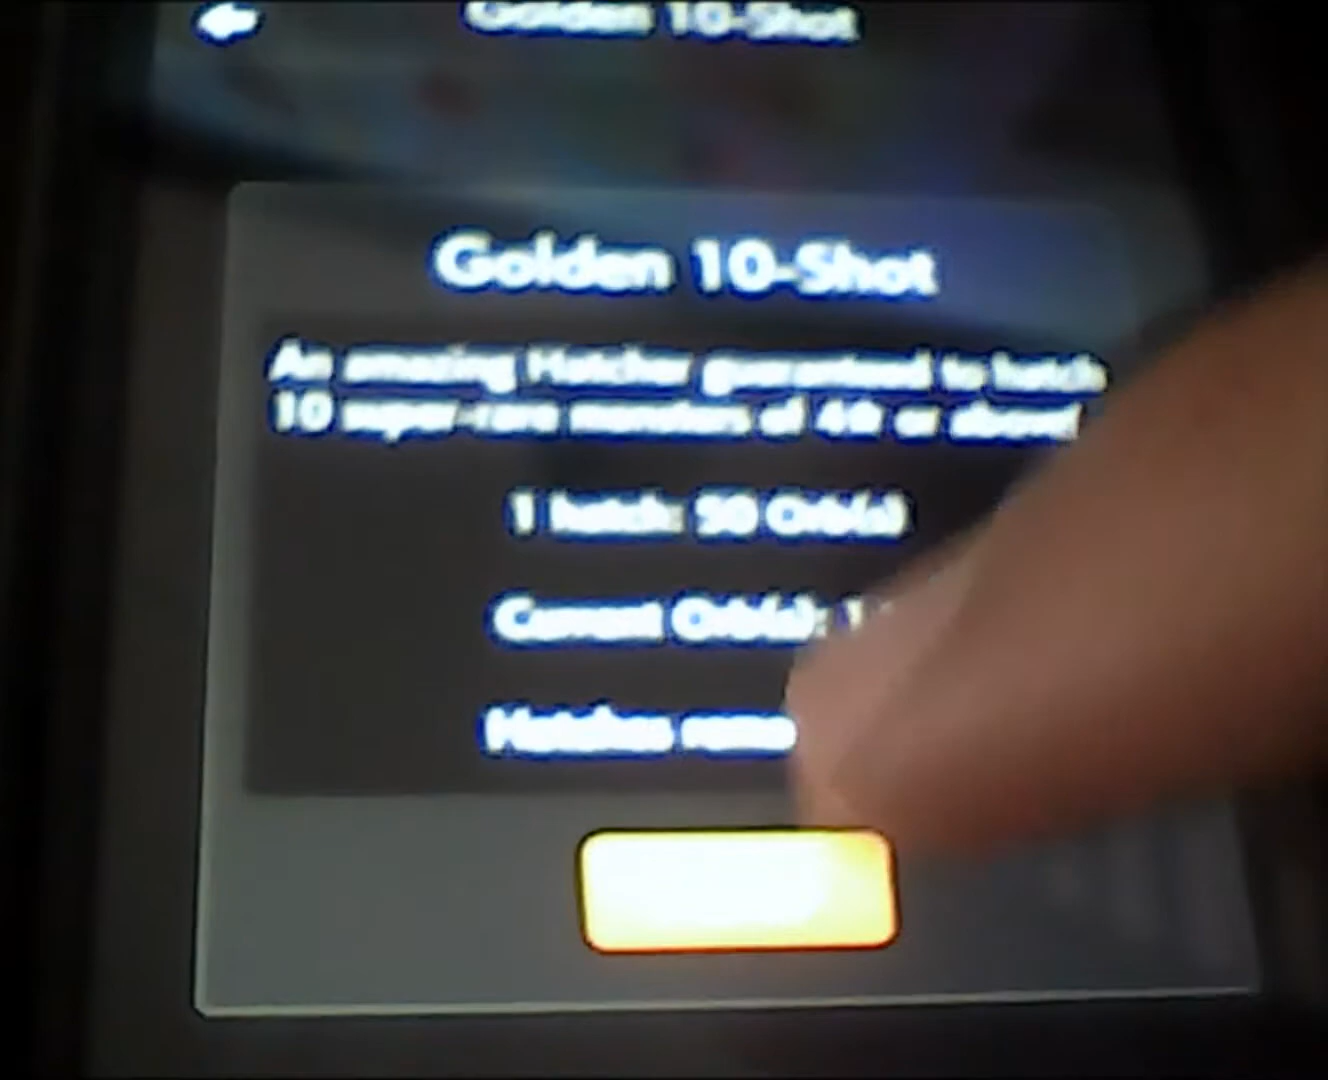 Golden 10-Shot
Golden 10-Shot
An amazing Hatcher guaranteed to hatch
10 super-rare monsters of 4☆ or above!
1 hatch: 50 Orb(s)
Current Orb(s):
Hatches